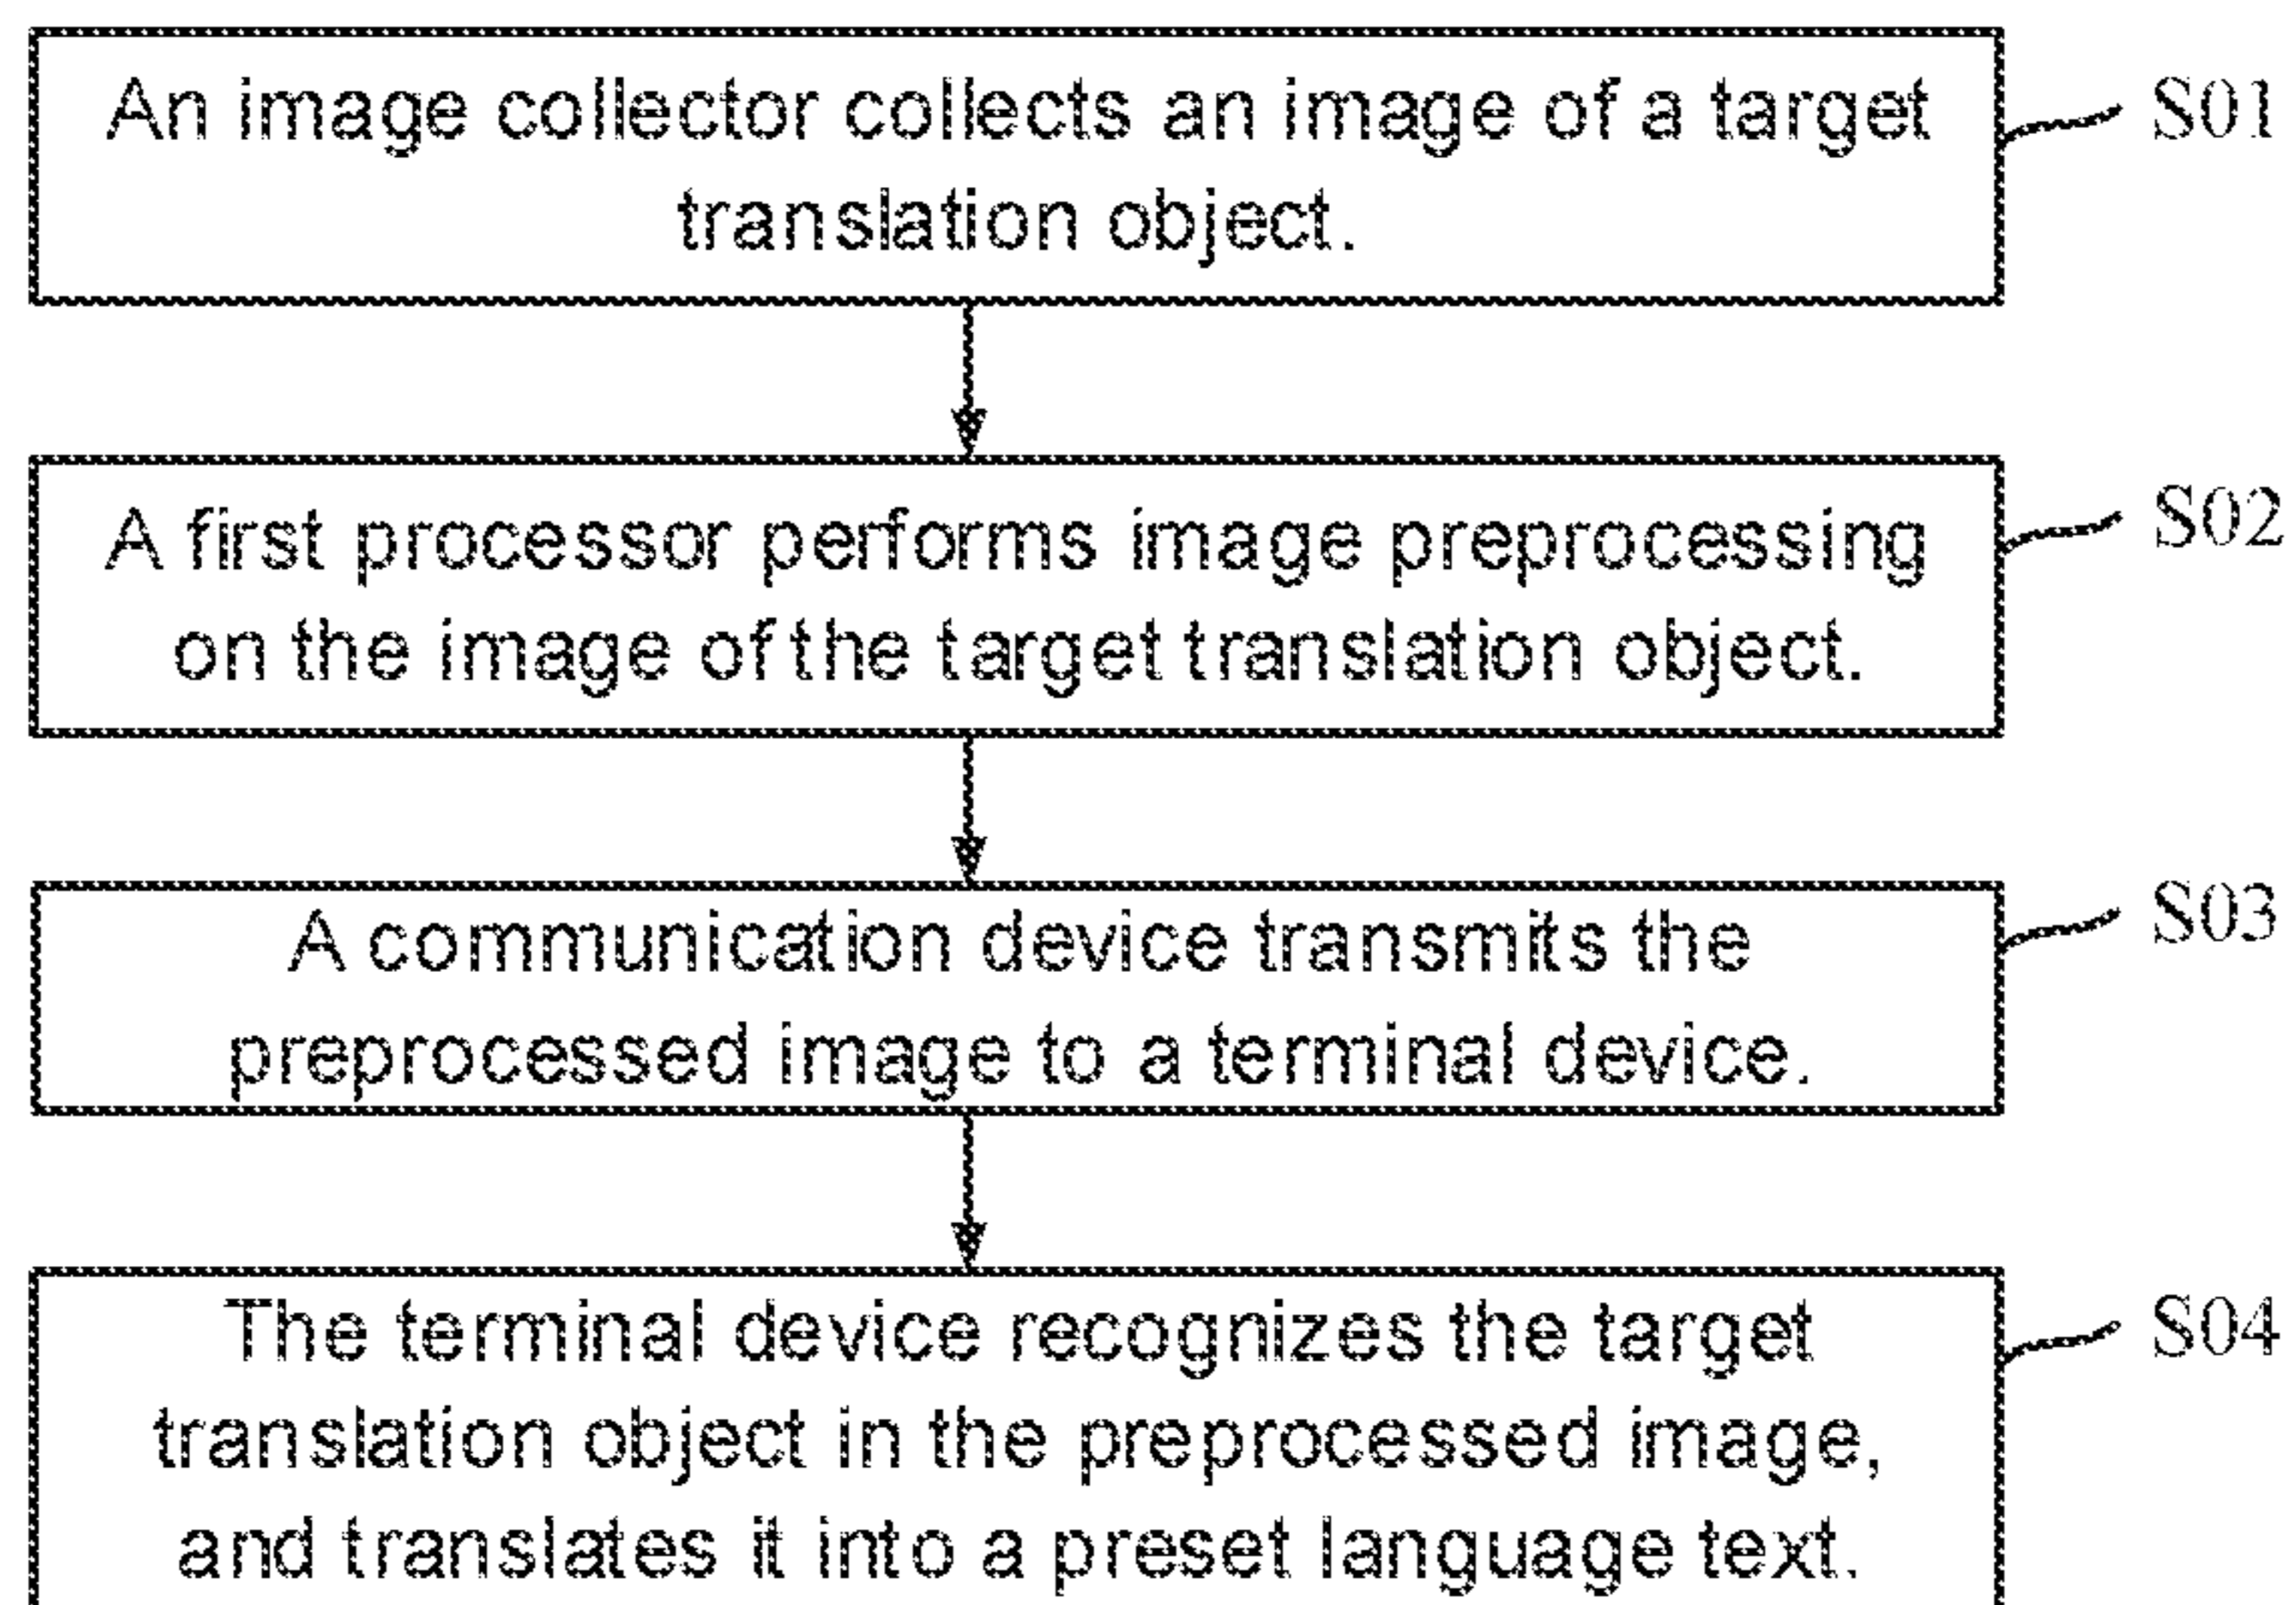 An image collector collects an image of a target
translation object.
S01
A first processor performs image preprocessing
on the image of the target translation object.
S02
A communication device transmits the
preprocessed image to a terminal device.
S03
The terminal device recognizes the target
translation object in the preprocessed image,
and translates it into a preset language text.
S04